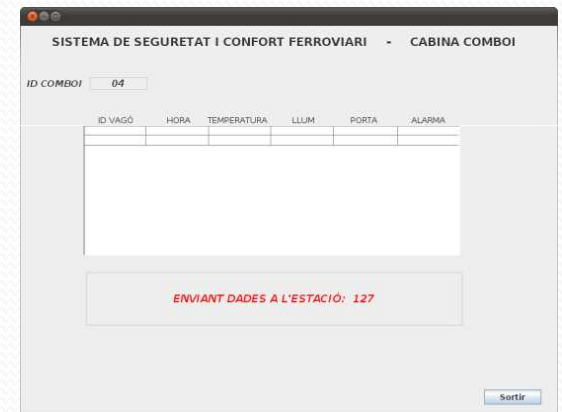 SISTEMA DE SEGURETAT I CONFORT FERROVIARI - CABINA COMBOI
ID COMBOI 04
ID VAGÓ HORA TEMPERATURA LLUM PORTA ALARMA
ENVIANT DADES A L'ESTACIÓ: 127
Sortir